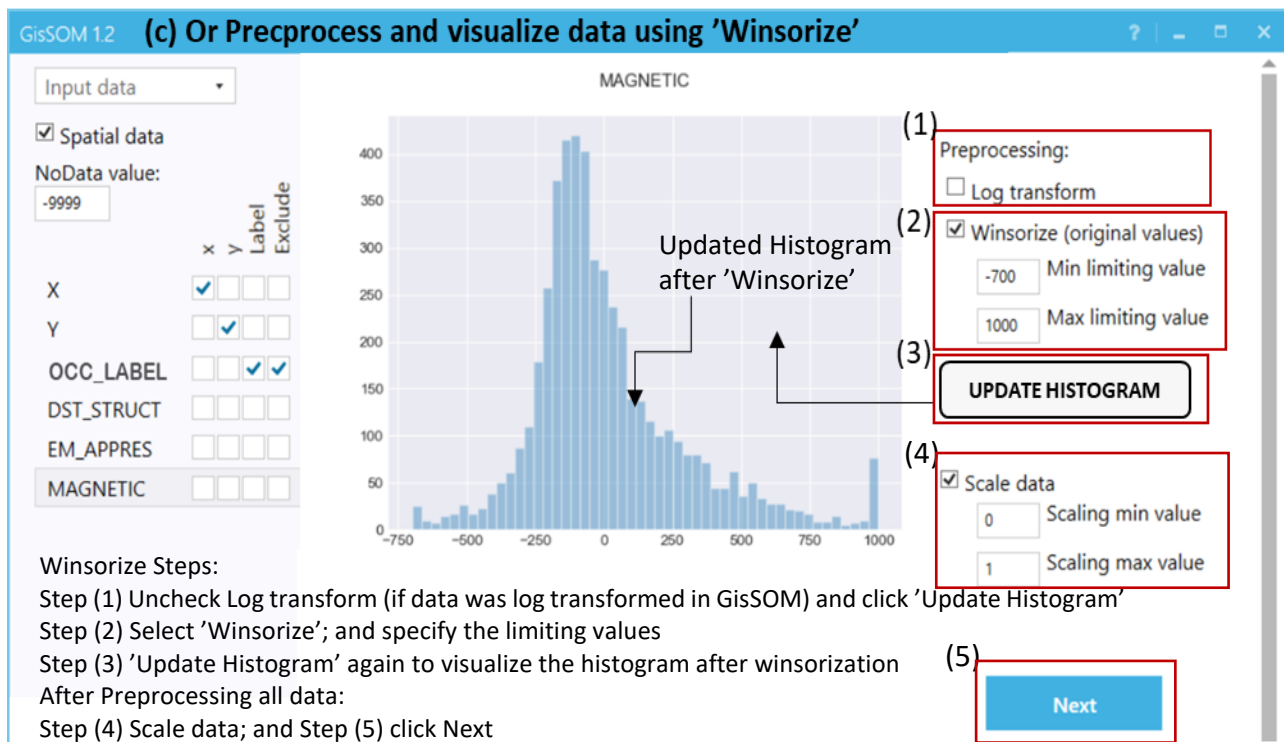 GisSOM 1.2 (c) Or Precprocess and visualize data using ’Winsorize’ ?
Input data
Spatial data
NoData value:
-9999
x y Label Exclude
X
Y
OCC_LABEL
DST_STRUCT
EM_APPRES
MAGNETIC
MAGNETIC
400
350
300
250
200
150
100
50
0
-750 -500 -250 0 250 500 750 1000
Updated Histogram
after ’Winsorize’
(1)
Preprocessing:
Log transform
(2)
Winsorize (original values)
-700 Min limiting value
1000 Max limiting value
(3)
UPDATE HISTOGRAM
(4)
Scale data
0 Scaling min value
1 Scaling max value
Winsorize Steps:
Step (1) Uncheck Log transform (if data was log transformed in GisSOM) and click ’Update Histogram’
Step (2) Select ’Winsorize’; and specify the limiting values
Step (3) ’Update Histogram’ again to visualize the histogram after winsorization
After Preprocessing all data:
Step (4) Scale data; and Step (5) click Next
(5)
Next